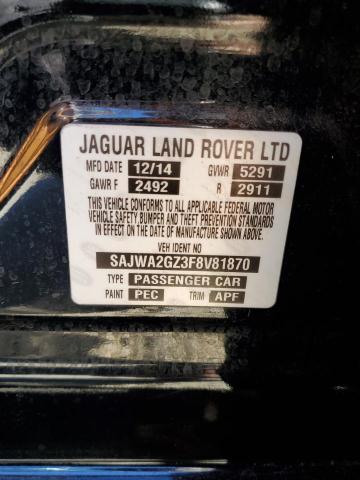 JAGUAR LAND ROVER LTD
MFD DATE 12/14 GVWR 5291
GAWR F 2492 R 2911
THIS VEHICLE CONFORMS TO ALL APPLICABLE FEDERAL MOTOR
VEHICLE SAFETY, BUMPER AND THEFT PREVENTION STANDARDS
IN EFFECT ON THE DATE OF MANUFACTURE SHOWN ABOVE.
VEH IDENT NO
SAJWA2GZ3F8V81870
TYPE PASSENGER CAR
PAINT PEC TRIM APF